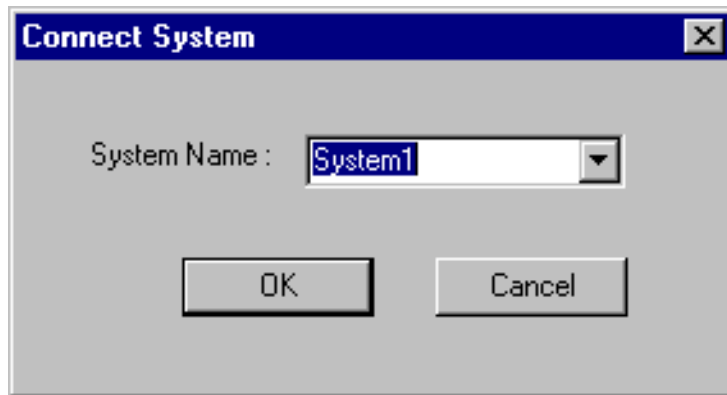 Connect System
System Name :
System1
OK
Cancel